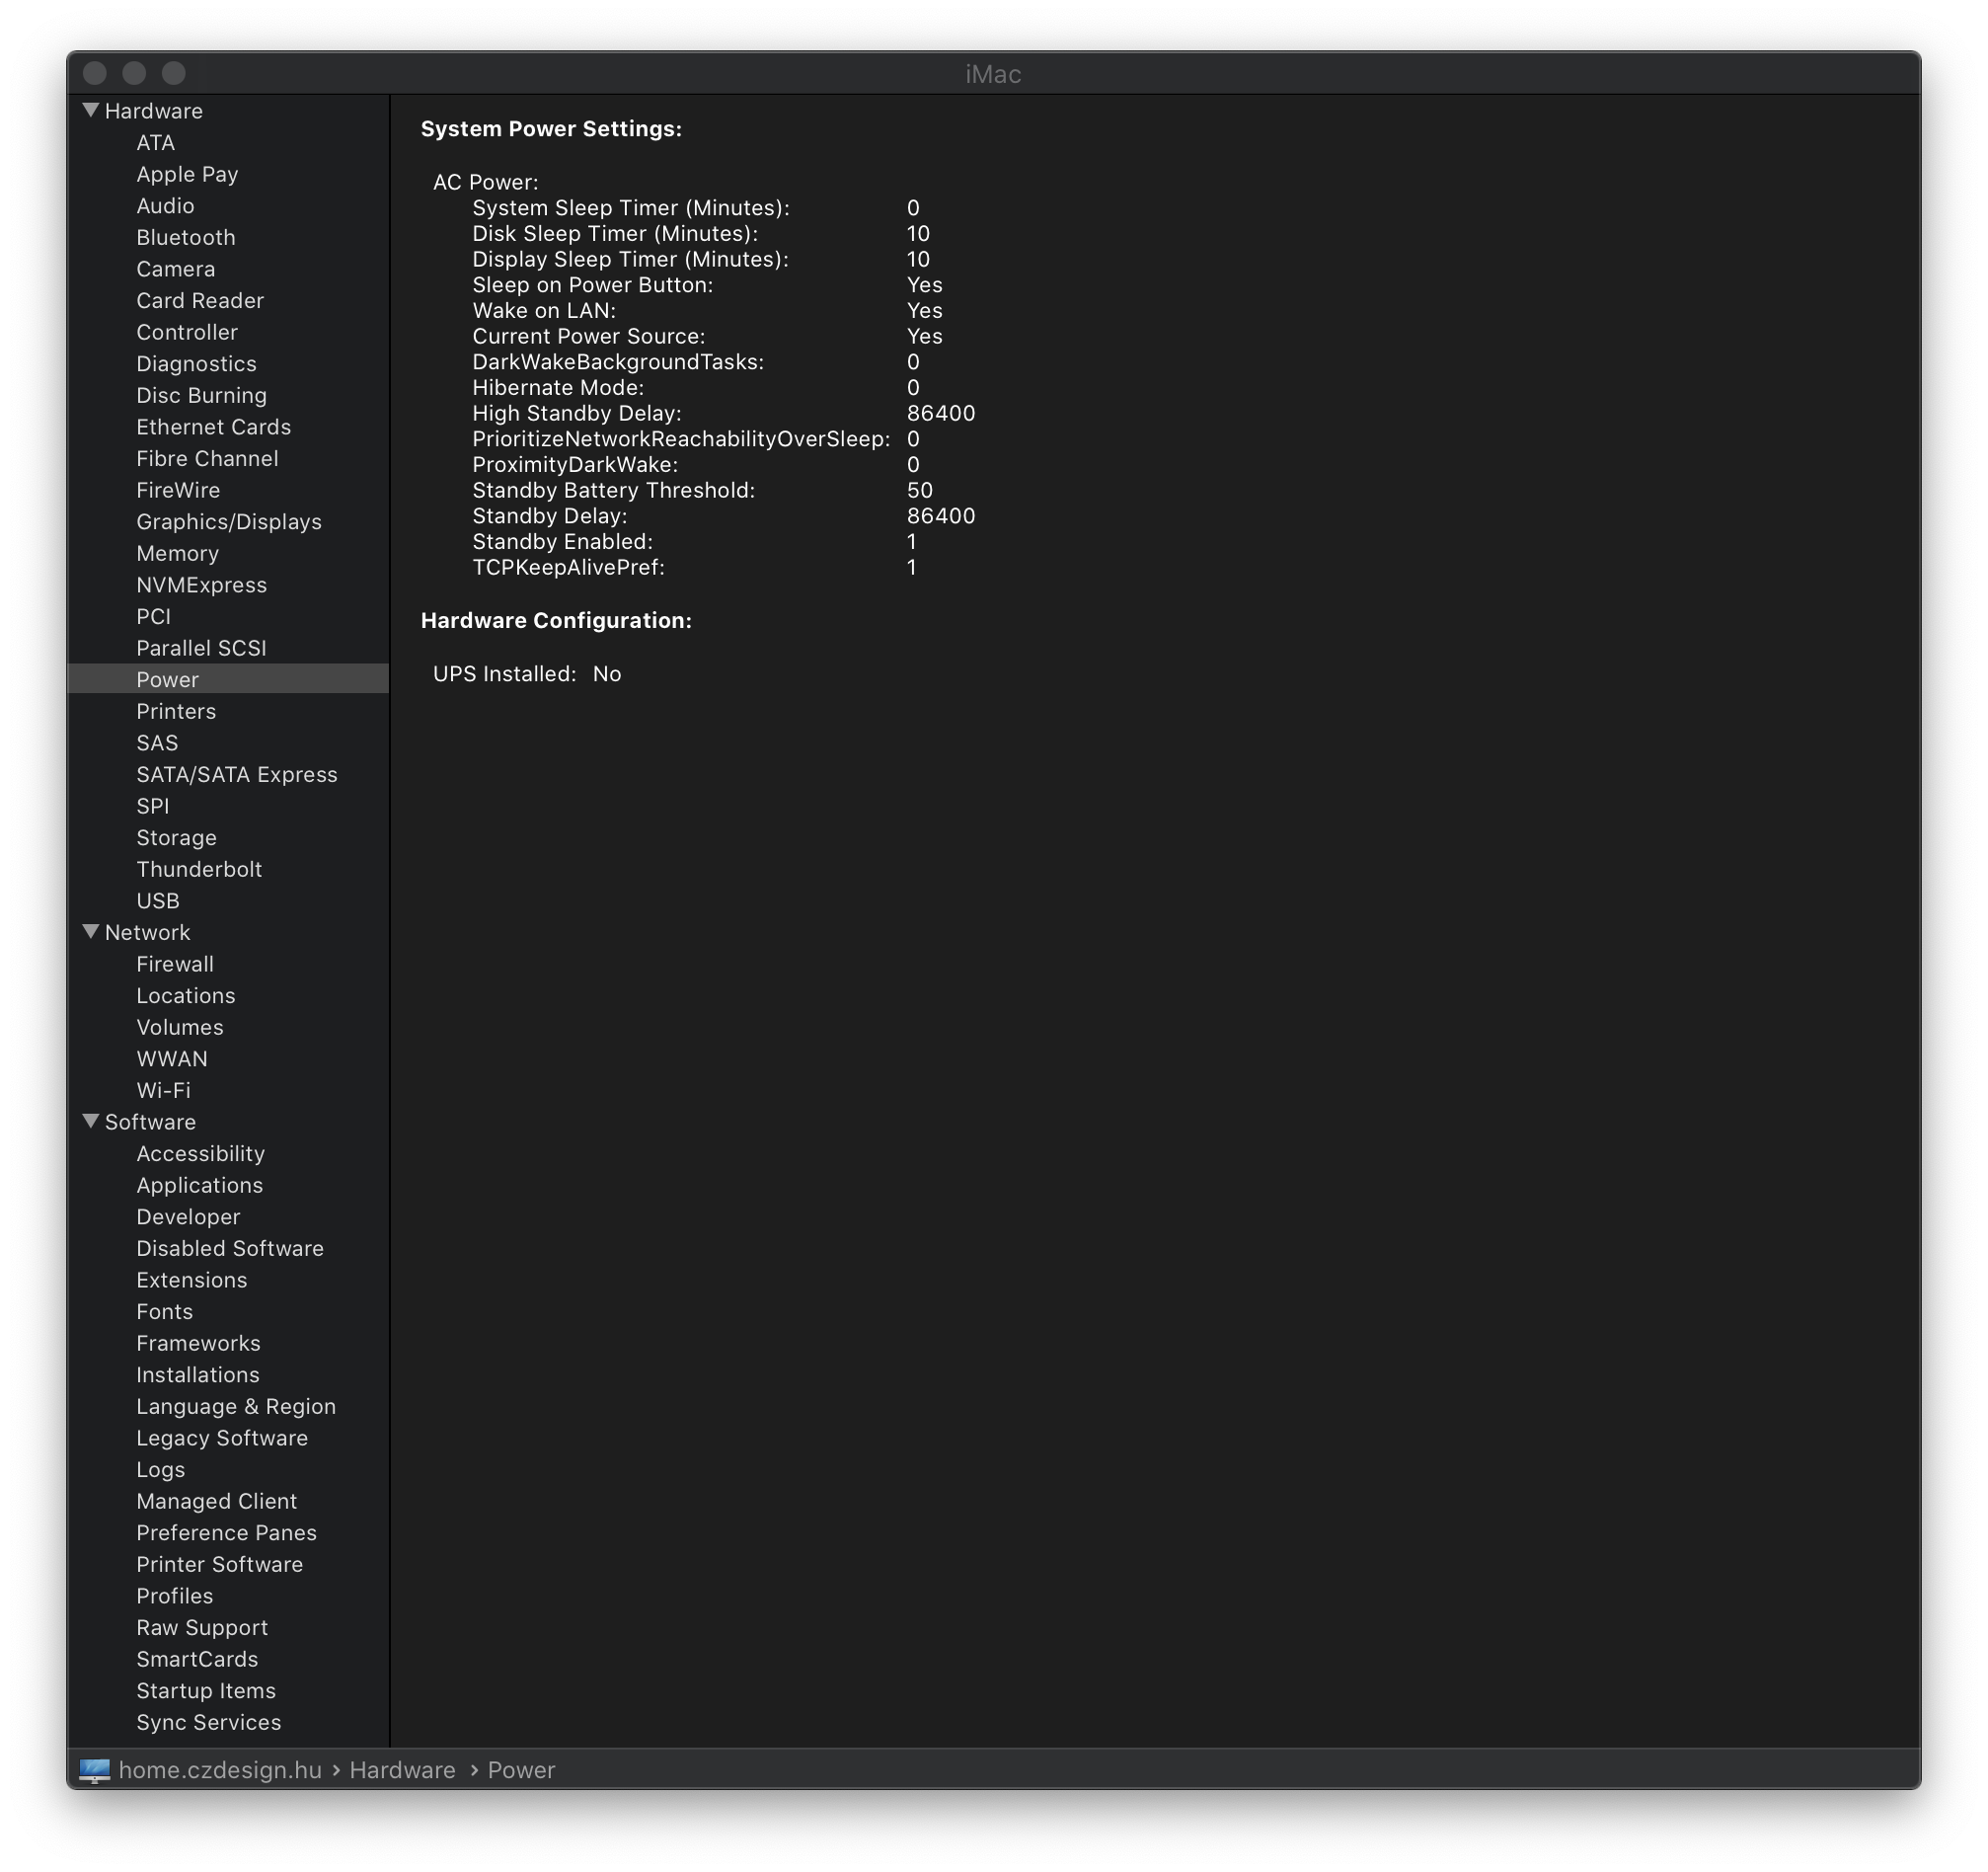 iMac
Hardware
ATA
Apple Pay
Audio
Bluetooth
Camera
Card Reader
Controller
Diagnostics
Disc Burning
Ethernet Cards
Fibre Channel
FireWire
Graphics/Displays
Memory
NVMExpress
PCI
Parallel SCSI
Power
Printers
SAS
SATA/SATA Express
SPI
Storage
Thunderbolt
USB
Network
Firewall
Locations
Volumes
WWAN
Wi-Fi
Software
Accessibility
Applications
Developer
Disabled Software
Extensions
Fonts
Frameworks
Installations
Language & Region
Legacy Software
Logs
Managed Client
Preference Panes
Printer Software
Profiles
Raw Support
SmartCards
Startup Items
Sync Services
System Power Settings:
AC Power:
System Sleep Timer (Minutes): 0
Disk Sleep Timer (Minutes): 10
Display Sleep Timer (Minutes): 10
Sleep on Power Button: Yes
Wake on LAN: Yes
Current Power Source: Yes
DarkWakeBackgroundTasks: 0
Hibernate Mode: 0
High Standby Delay: 86400
PrioritizeNetworkReachabilityOverSleep: 0
ProximityDarkWake: 0
Standby Battery Threshold: 50
Standby Delay: 86400
Standby Enabled: 1
TCPKeepAlivePref: 1
Hardware Configuration:
UPS Installed: No
home.czdesign.hu › Hardware › Power